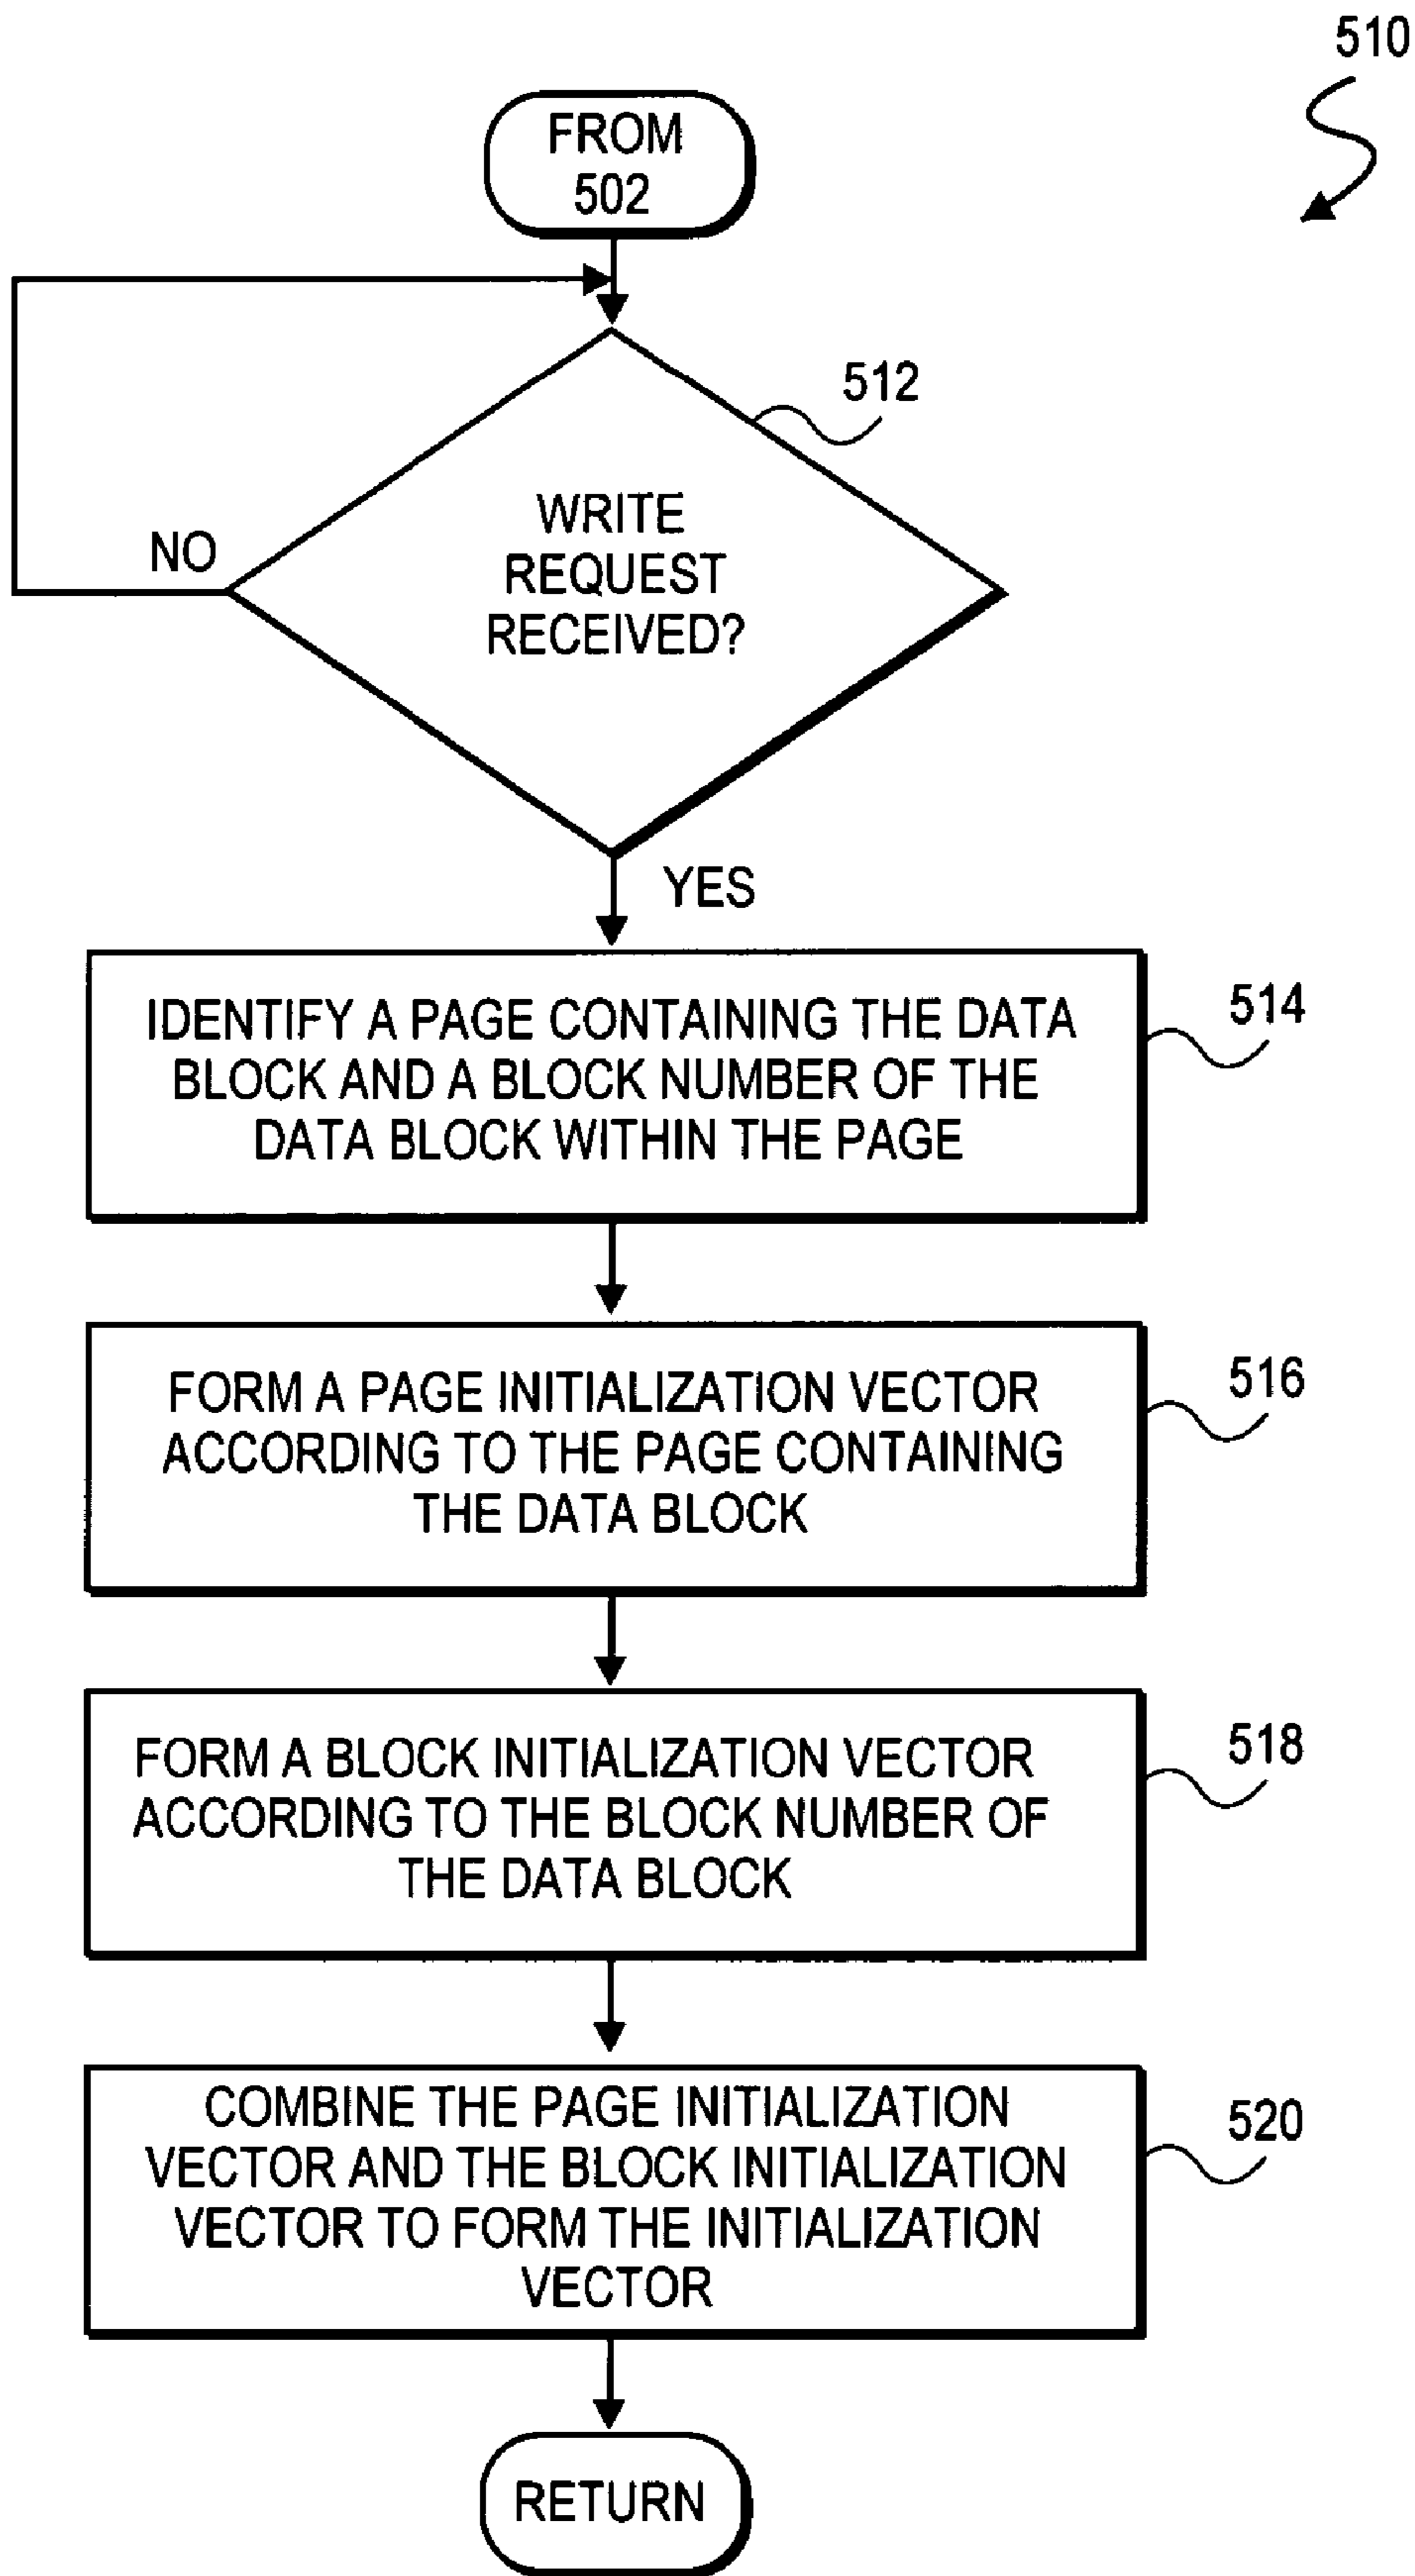 510
FROM
502
512
WRITE
REQUEST
RECEIVED?
NO
YES
IDENTIFY A PAGE CONTAINING THE DATA
BLOCK AND A BLOCK NUMBER OF THE
DATA BLOCK WITHIN THE PAGE
514
FORM A PAGE INITIALIZATION VECTOR
ACCORDING TO THE PAGE CONTAINING
THE DATA BLOCK
516
FORM A BLOCK INITIALIZATION VECTOR
ACCORDING TO THE BLOCK NUMBER OF
THE DATA BLOCK
518
COMBINE THE PAGE INITIALIZATION
VECTOR AND THE BLOCK INITIALIZATION
VECTOR TO FORM THE INITIALIZATION
VECTOR
520
RETURN